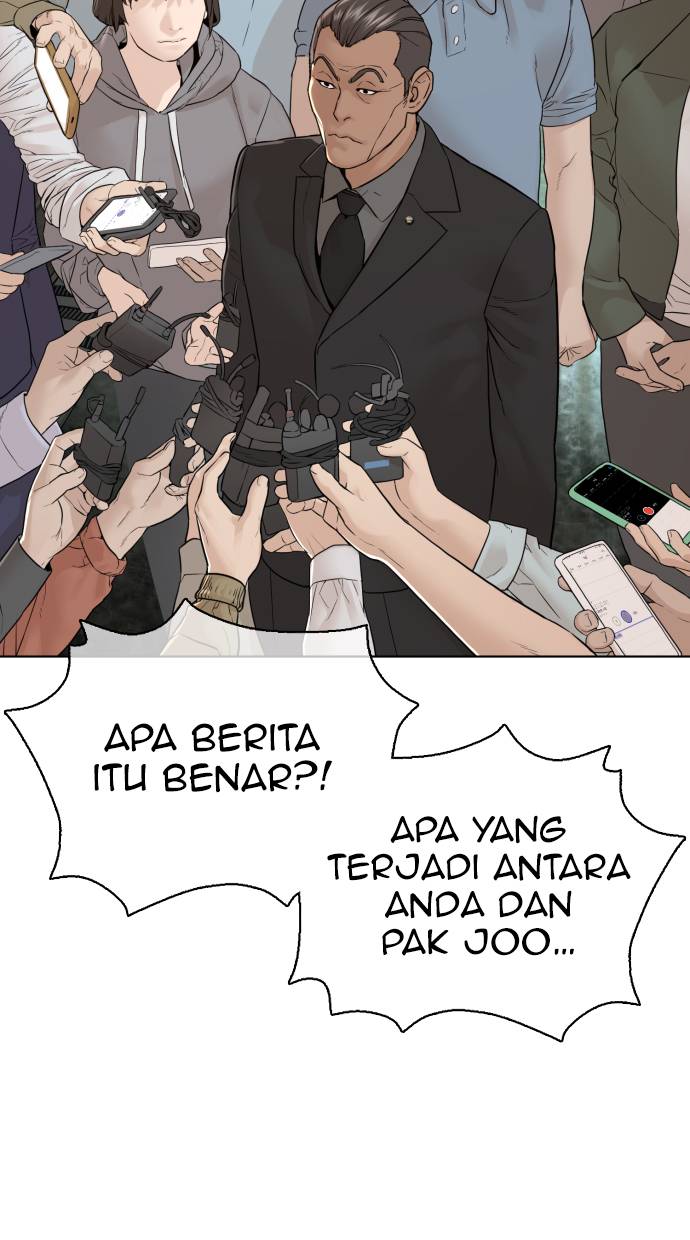 APA BERITA
ITU BENAR?!
APA YANG
TERJADI ANTARA
ANDA DAN
PAK JOO...